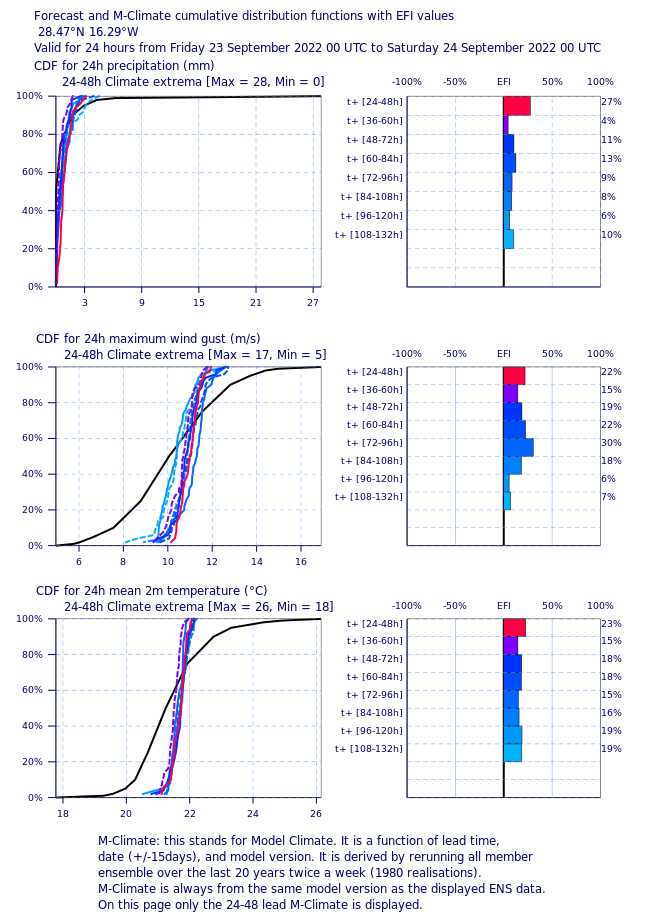 Forecast and M-Climate cumulative distribution functions with EFI values
28.47°N 16.29°W
Valid for 24 hours from Friday 23 September 2022 00 UTC to Saturday 24 September 2022 00 UTC
CDF for 24h precipitation (mm)
24-48h Climate extrema [Max = 28, Min = 0]
-100% -50% EFI 50% 100%
100%
80%
60%
40%
20%
0%
3 9 15 21 27
t+ [24-48h] 27%
t+ [36-60h] 4%
t+ [48-72h] 11%
t+ [60-84h] 13%
t+ [72-96h] 9%
t+ [84-108h] 8%
t+ [96-120h] 6%
t+ [108-132h] 10%
CDF for 24h maximum wind gust (m/s)
24-48h Climate extrema [Max = 17, Min = 5]
-100% -50% EFI 50% 100%
100%
80%
60%
40%
20%
0%
6 8 10 12 14 16
t+ [24-48h] 22%
t+ [36-60h] 15%
t+ [48-72h] 19%
t+ [60-84h] 22%
t+ [72-96h] 30%
t+ [84-108h] 18%
t+ [96-120h] 6%
t+ [108-132h] 7%
CDF for 24h mean 2m temperature (°C)
24-48h Climate extrema [Max = 26, Min = 18]
-100% -50% EFI 50% 100%
100%
80%
60%
40%
20%
0%
18 20 22 24 26
t+ [24-48h] 23%
t+ [36-60h] 15%
t+ [48-72h] 18%
t+ [60-84h] 18%
t+ [72-96h] 15%
t+ [84-108h] 16%
t+ [96-120h] 19%
t+ [108-132h] 19%
M-Climate: this stands for Model Climate. It is a function of lead time,
date (+/-15days), and model version. It is derived by rerunning all member
ensemble over the last 20 years twice a week (1980 realisations).
M-Climate is always from the same model version as the displayed ENS data.
On this page only the 24-48 lead M-Climate is displayed.